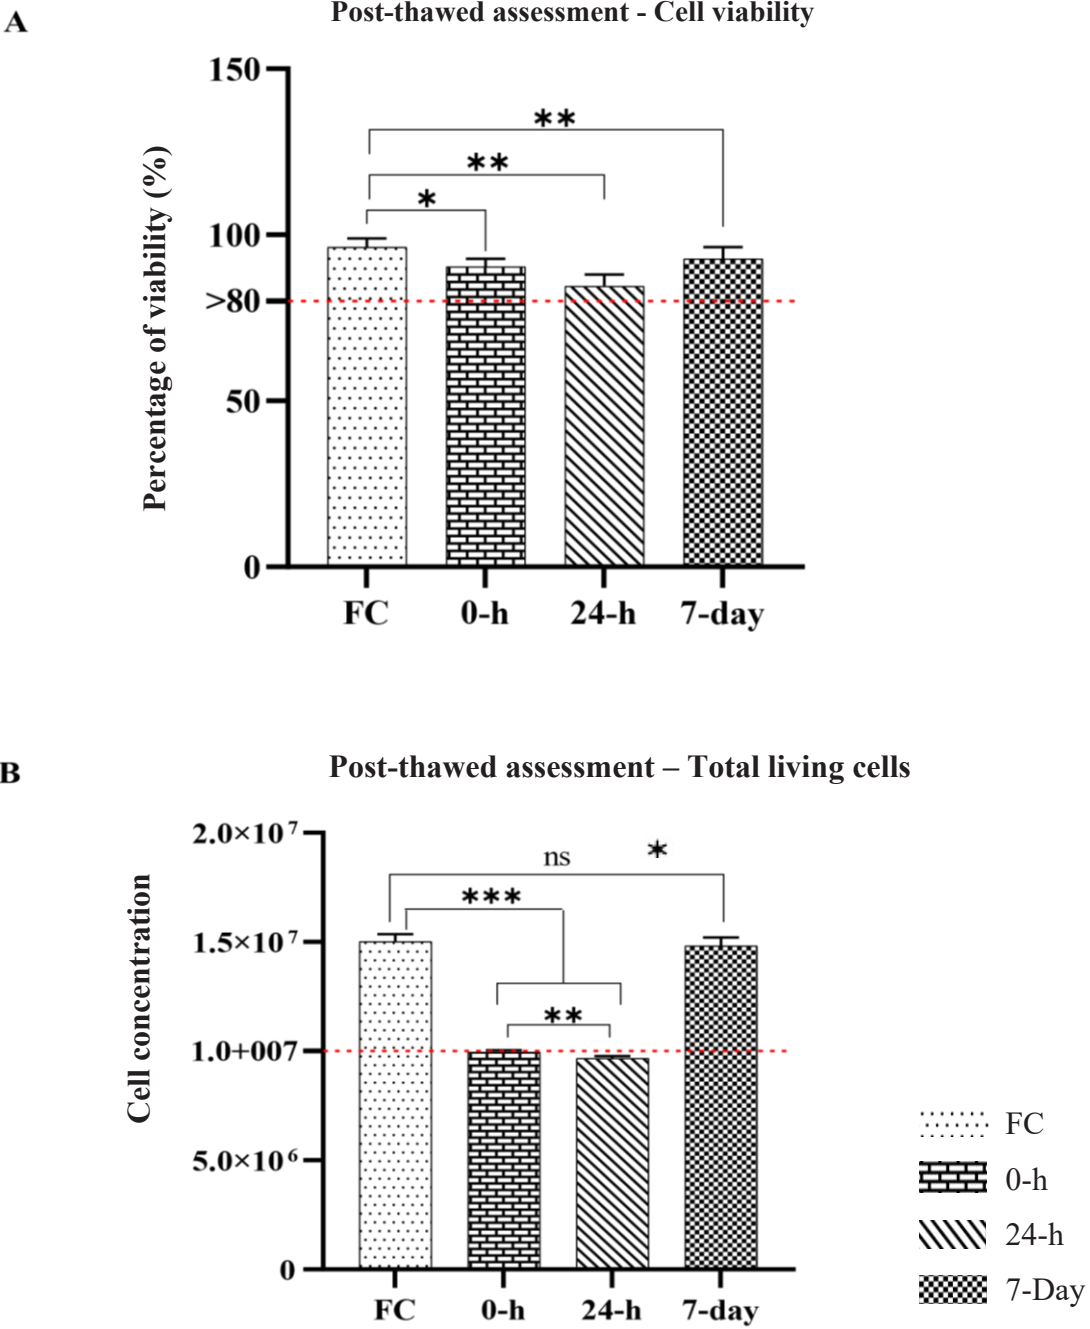 A
Post-thawed assessment - Cell viability
150
**
**
*
100
>80
50
0
Percentage of viability (%)
FC 0-h 24-h 7-day
B
Post-thawed assessment – Total living cells
2.0×10⁷
ns *
***
1.5×10⁷
**
1.0+007
5.0×10⁶
0
Cell concentration
FC 0-h 24-h 7-day
FC
0-h
24-h
7-Day